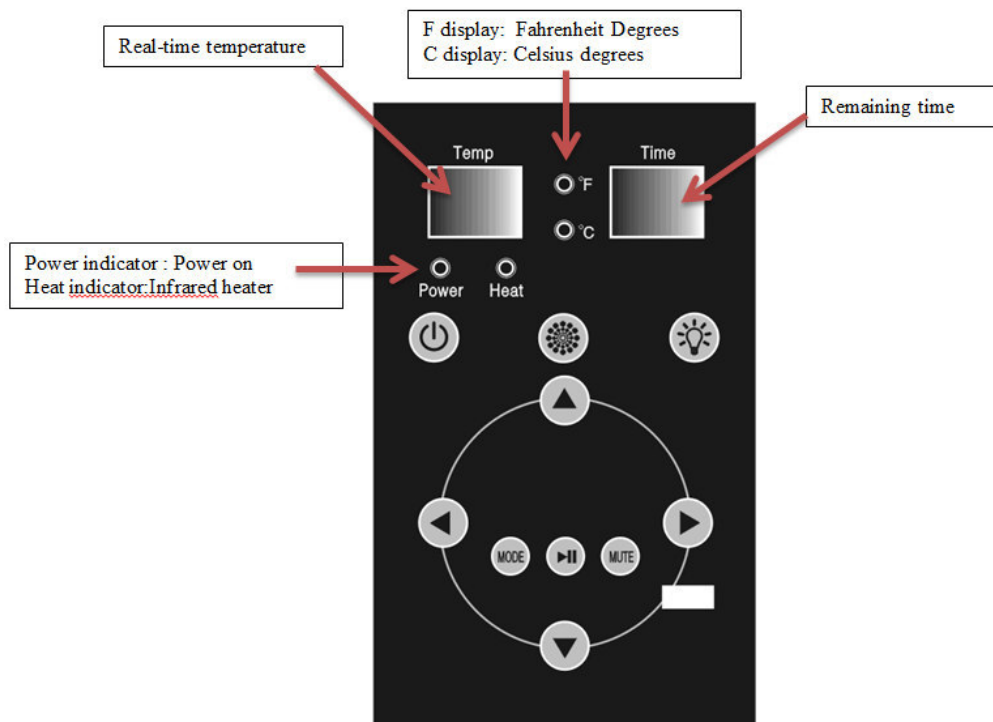 F display:  Fahrenheit Degrees
C display: Celsius degrees
Real-time temperature
Remaining time
Temp
Time
°F
°C
Power indicator : Power on
Heat indicator:Infrared heater
Power
Heat
MODE
MUTE